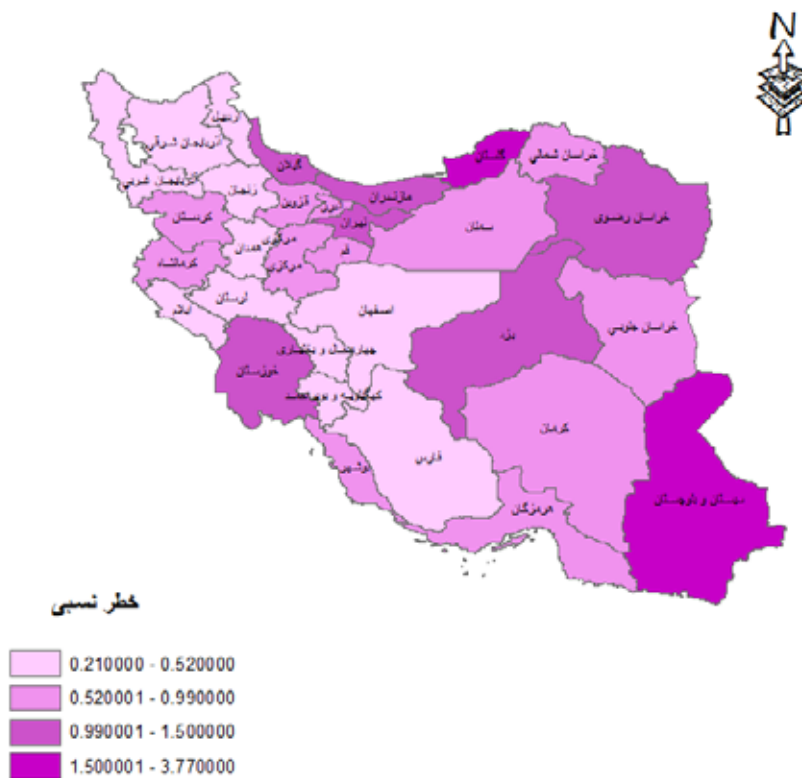 N
اردبیل
آذربایجان شرقی
آذربایجان غربی
گیلان
زنجان
کردستان
قزوین
مازندران
گلستان
خراسان شمالی
خراسان رضوی
تهران
سمنان
همدان
مرکزی
مرکزی
قم
کرمانشاه
لرستان
ایلام
اصفهان
یزد
خراسان جنوبی
چهارمحال و بختیاری
خوزستان
کهگیلویه و بویراحمد
فارس
کرمان
بوشهر
هرمزگان
سیستان و بلوچستان
خطر نسبی
0.210000 - 0.520000
0.520001 - 0.990000
0.990001 - 1.500000
1.500001 - 3.770000